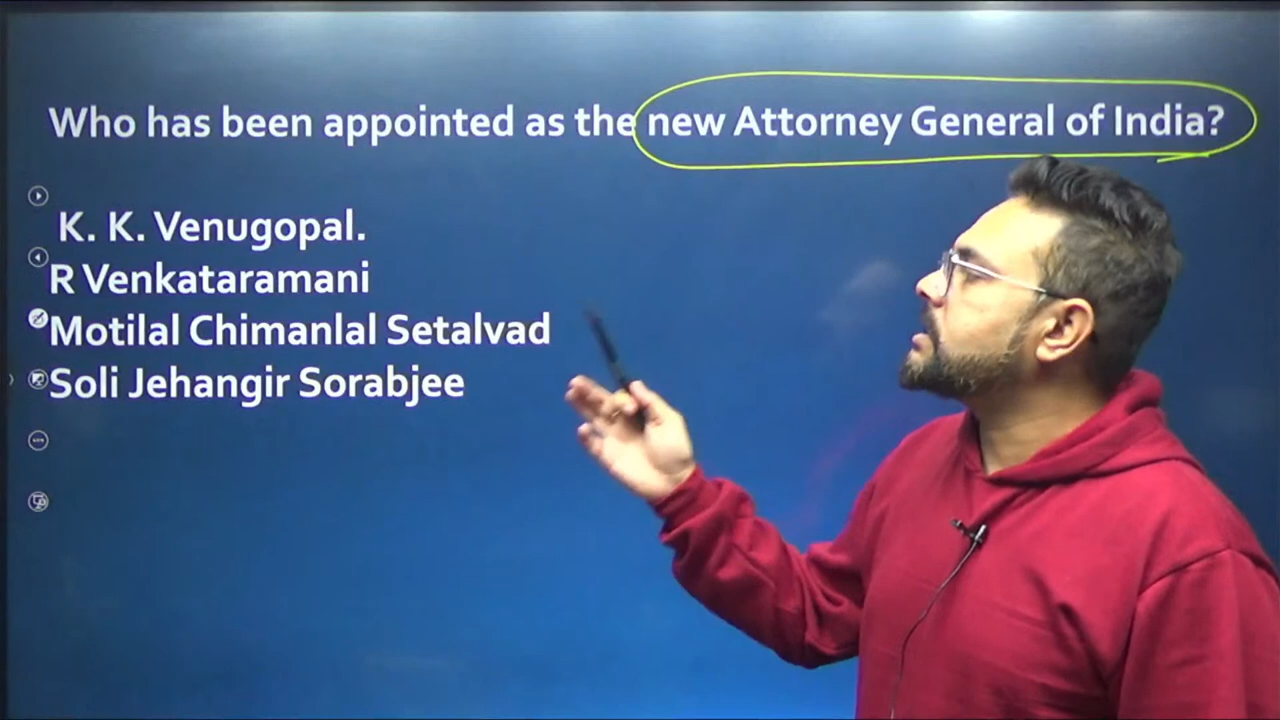 Who has been appointed as the new Attorney General of India?
K. K. Venugopal.
R Venkataramani
Motilal Chimanlal Setalvad
Soli Jehangir Sorabjee